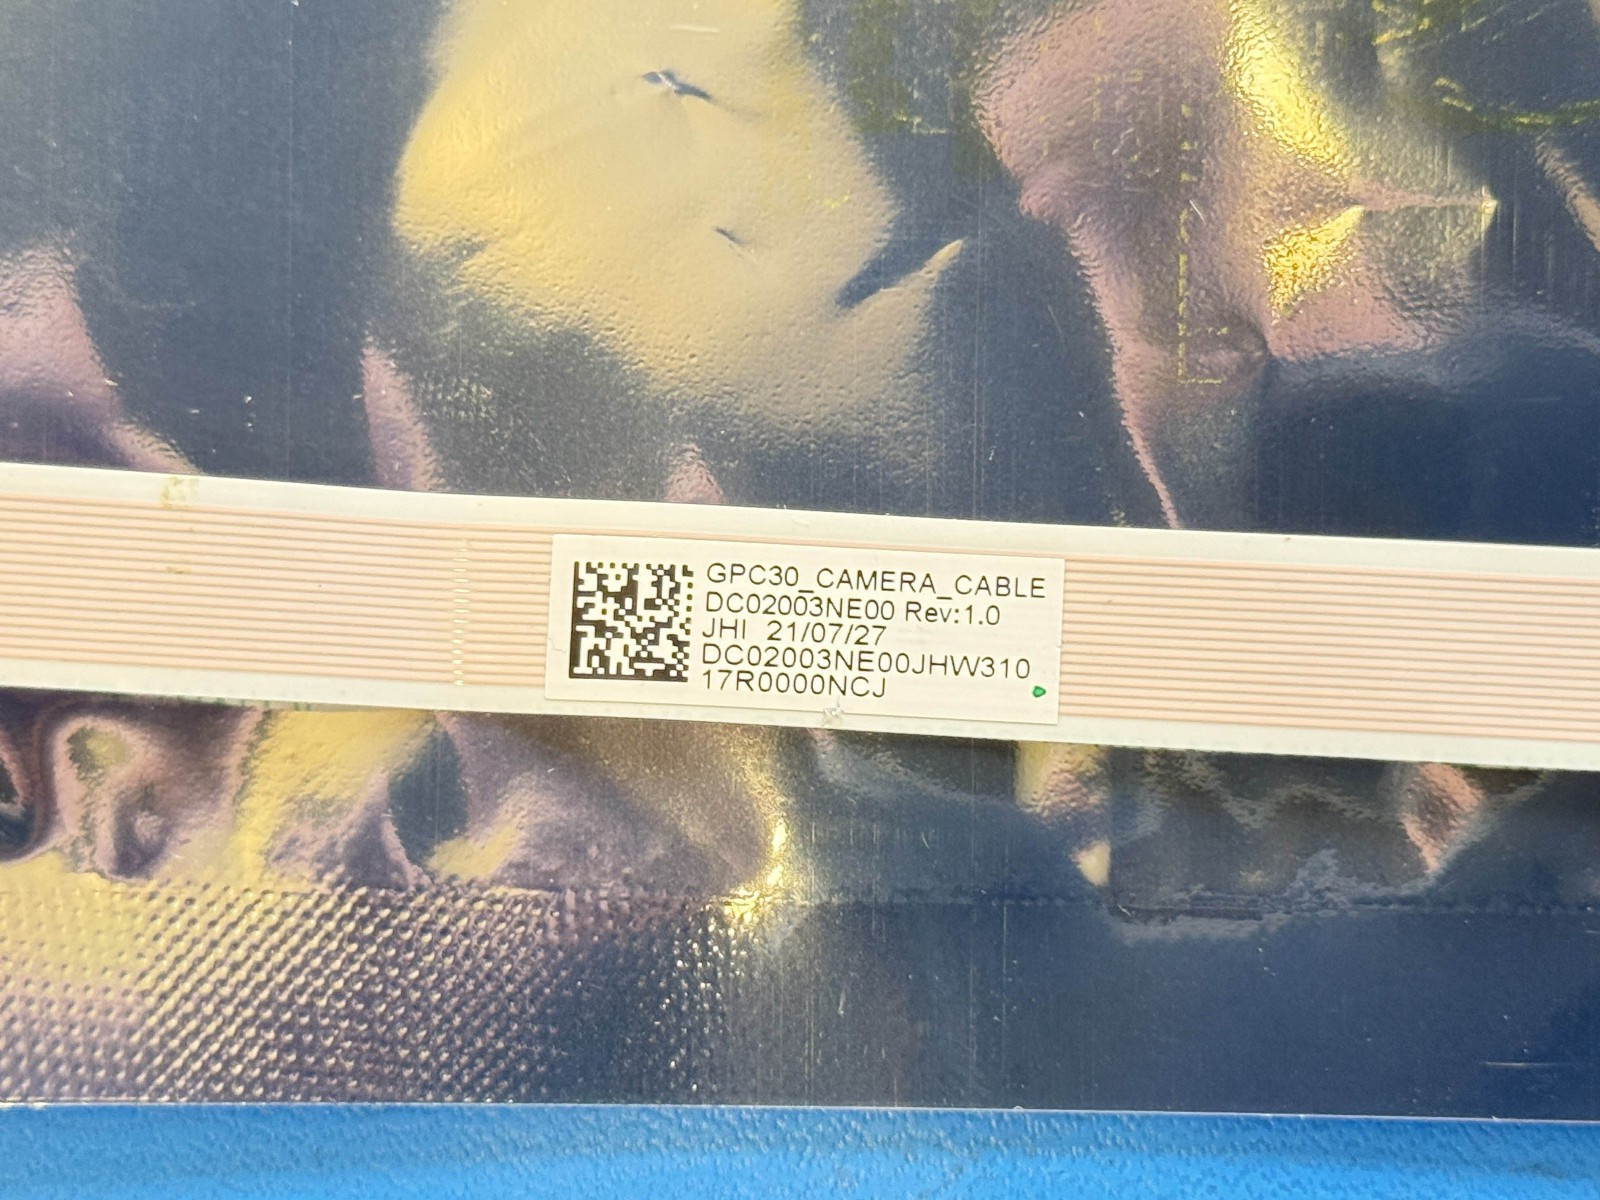 GPC30_CAMERA_CABLE
DC02003NE00 Rev:1.0
JHI 21/07/27
DC02003NE00JHW310
17R0000NCJ